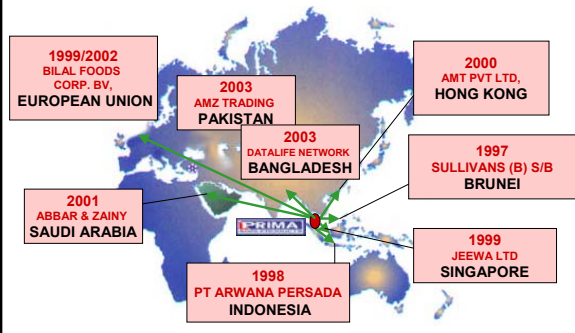 1999/2002
BILAL FOODS
CORP. BV,
EUROPEAN UNION
2003
AMZ TRADING
PAKISTAN
2003
DATALIFE NETWORK
BANGLADESH
2000
AMT PVT LTD,
HONG KONG
1997
SULLIVANS (B) S/B
BRUNEI
2001
ABBAR & ZAINY
SAUDI ARABIA
PRIMA
1999
JEEWA LTD
SINGAPORE
1998
PT ARWANA PERSADA
INDONESIA